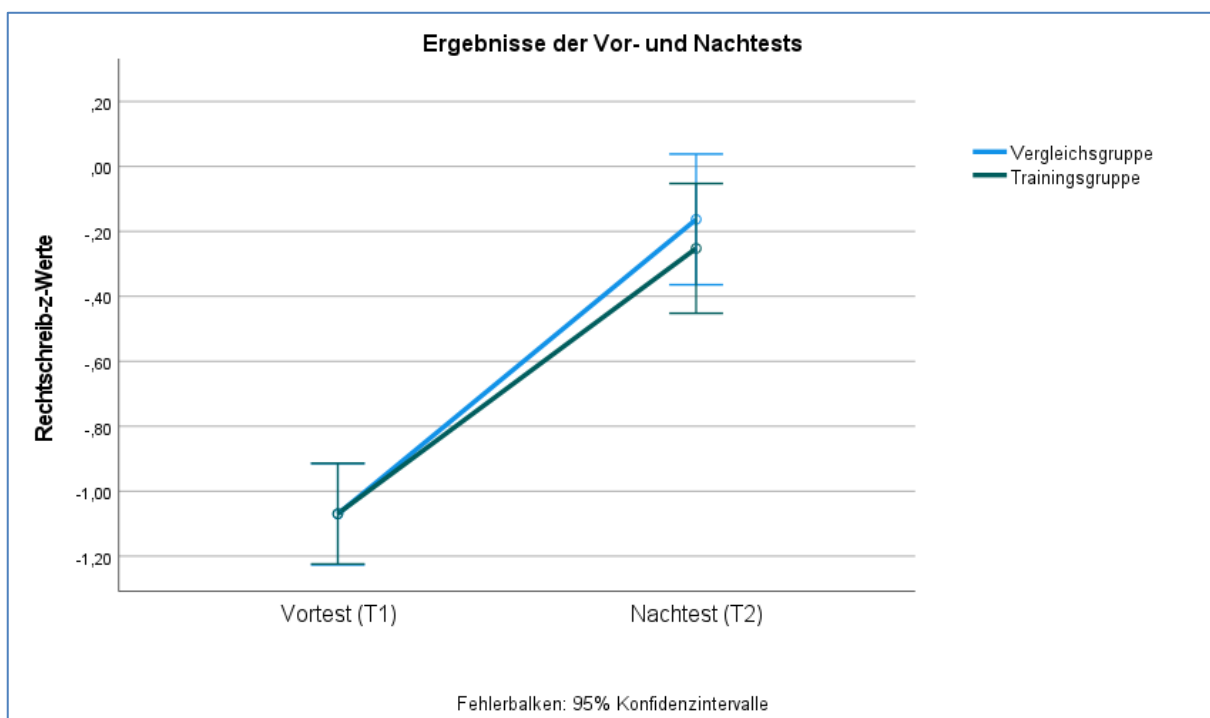 Ergebnisse der Vor- und Nachtests
,20
,00
-,20
-,40
-,60
-,80
-1,00
-1,20
Rechtschreib-z-Werte
Vortest (T1)
Nachtest (T2)
Vergleichsgruppe
Trainingsgruppe
Fehlerbalken: 95% Konfidenzintervalle